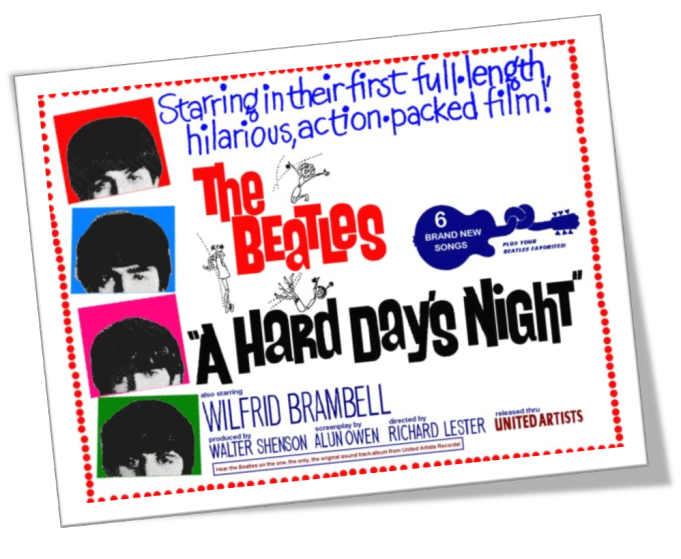 Starring in their first full-length,
hilarious, action-packed film!
The
BEATLES
6
BRAND NEW
SONGS
PLUS YOUR
BEATLES FAVORITES!
"A HARD DAY'S NIGHT"
also starring
WILFRID BRAMBELL
produced by
WALTER SHENSON
screenplay by
ALUN OWEN
directed by
RICHARD LESTER
released thru
UNITED ARTISTS
Hear the Beatles on the one, the only, the original sound track album from United Artists Records!